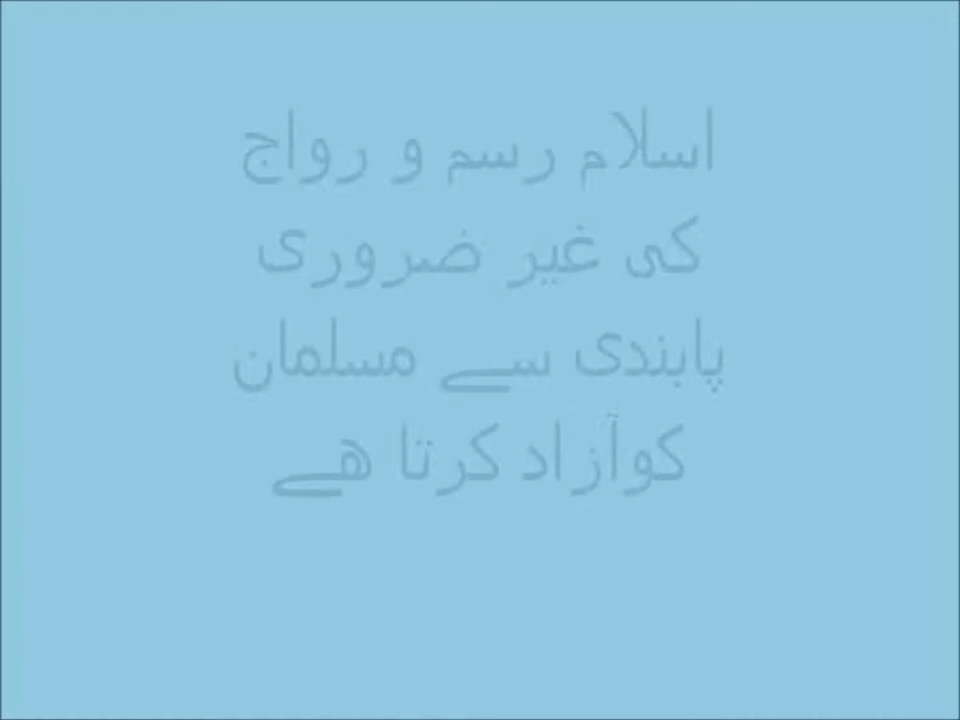 اسلام رسم و رواج
کی غیر ضروری
پابندی سے مسلمان
کوآزاد کرتا ھے